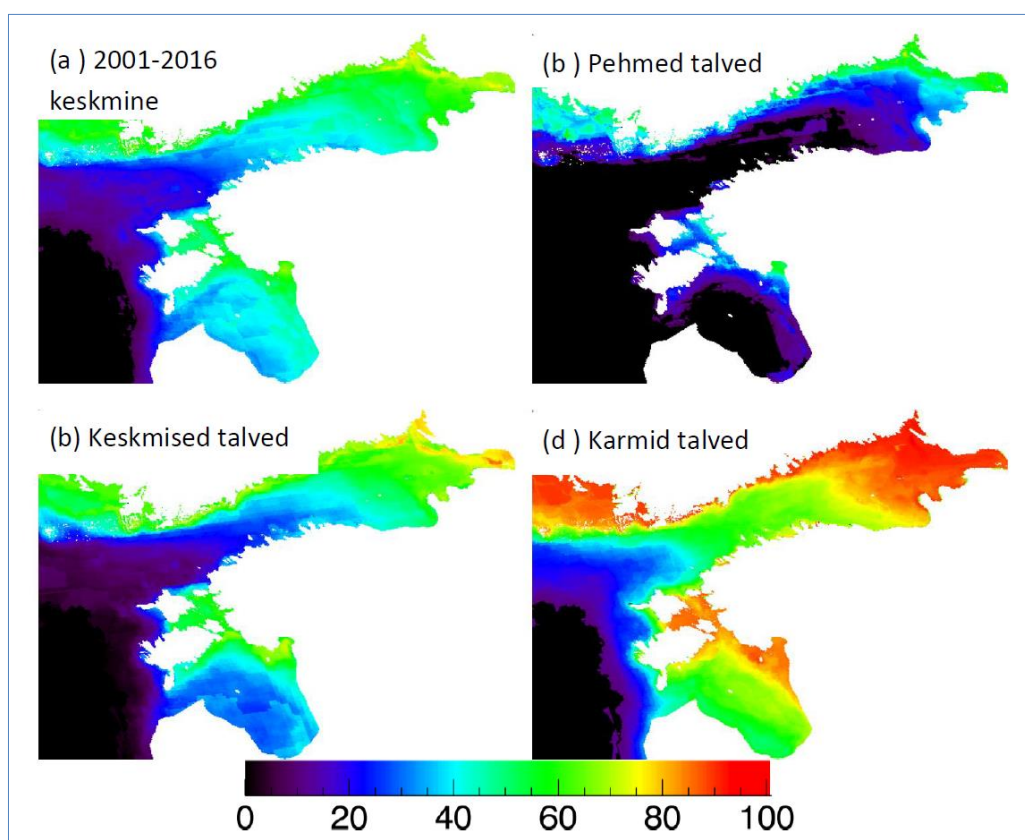 (a ) 2001-2016
keskmine
(b ) Pehmed talved
(b) Keskmised talved
(d ) Karmid talved
0 20 40 60 80 100